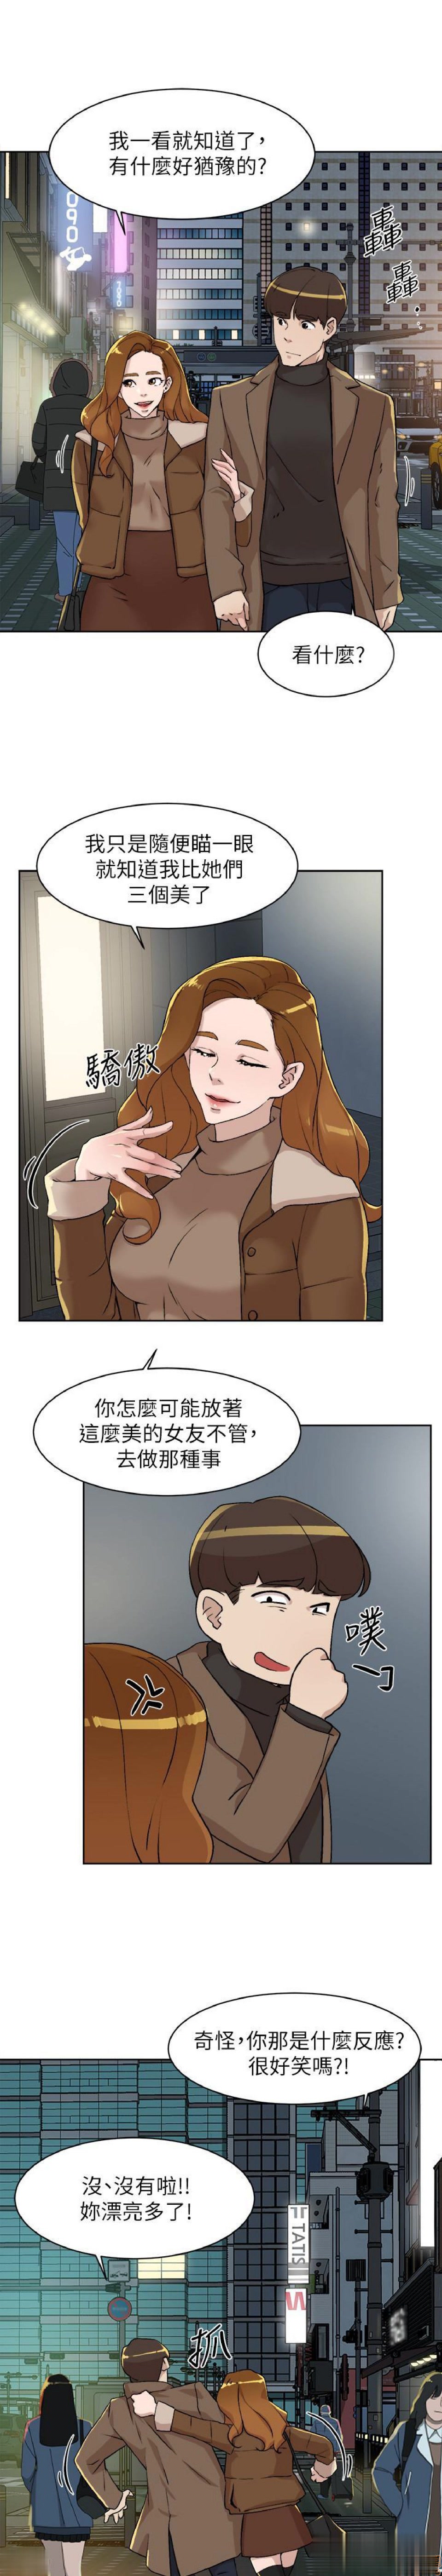 我一看就知道了，
有什麼好猶豫的?
轟
轟
090
7080
看什麼?
我只是隨便瞄一眼
就知道我比她們
三個美了
驕傲
你怎麼可能放著
這麼美的女友不管，
去做那種事
噗
奇怪，你那是什麼反應?
很好笑嗎?!
沒、沒有啦!!
妳漂亮多了!
TATIS
抓